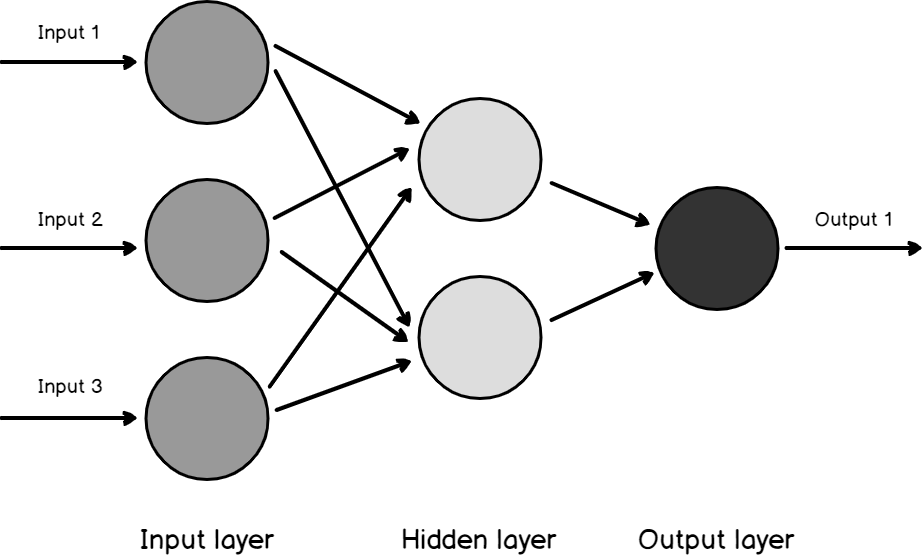 Input 1
Input 2
Output 1
Input 3
Input layer
Hidden layer
Output layer